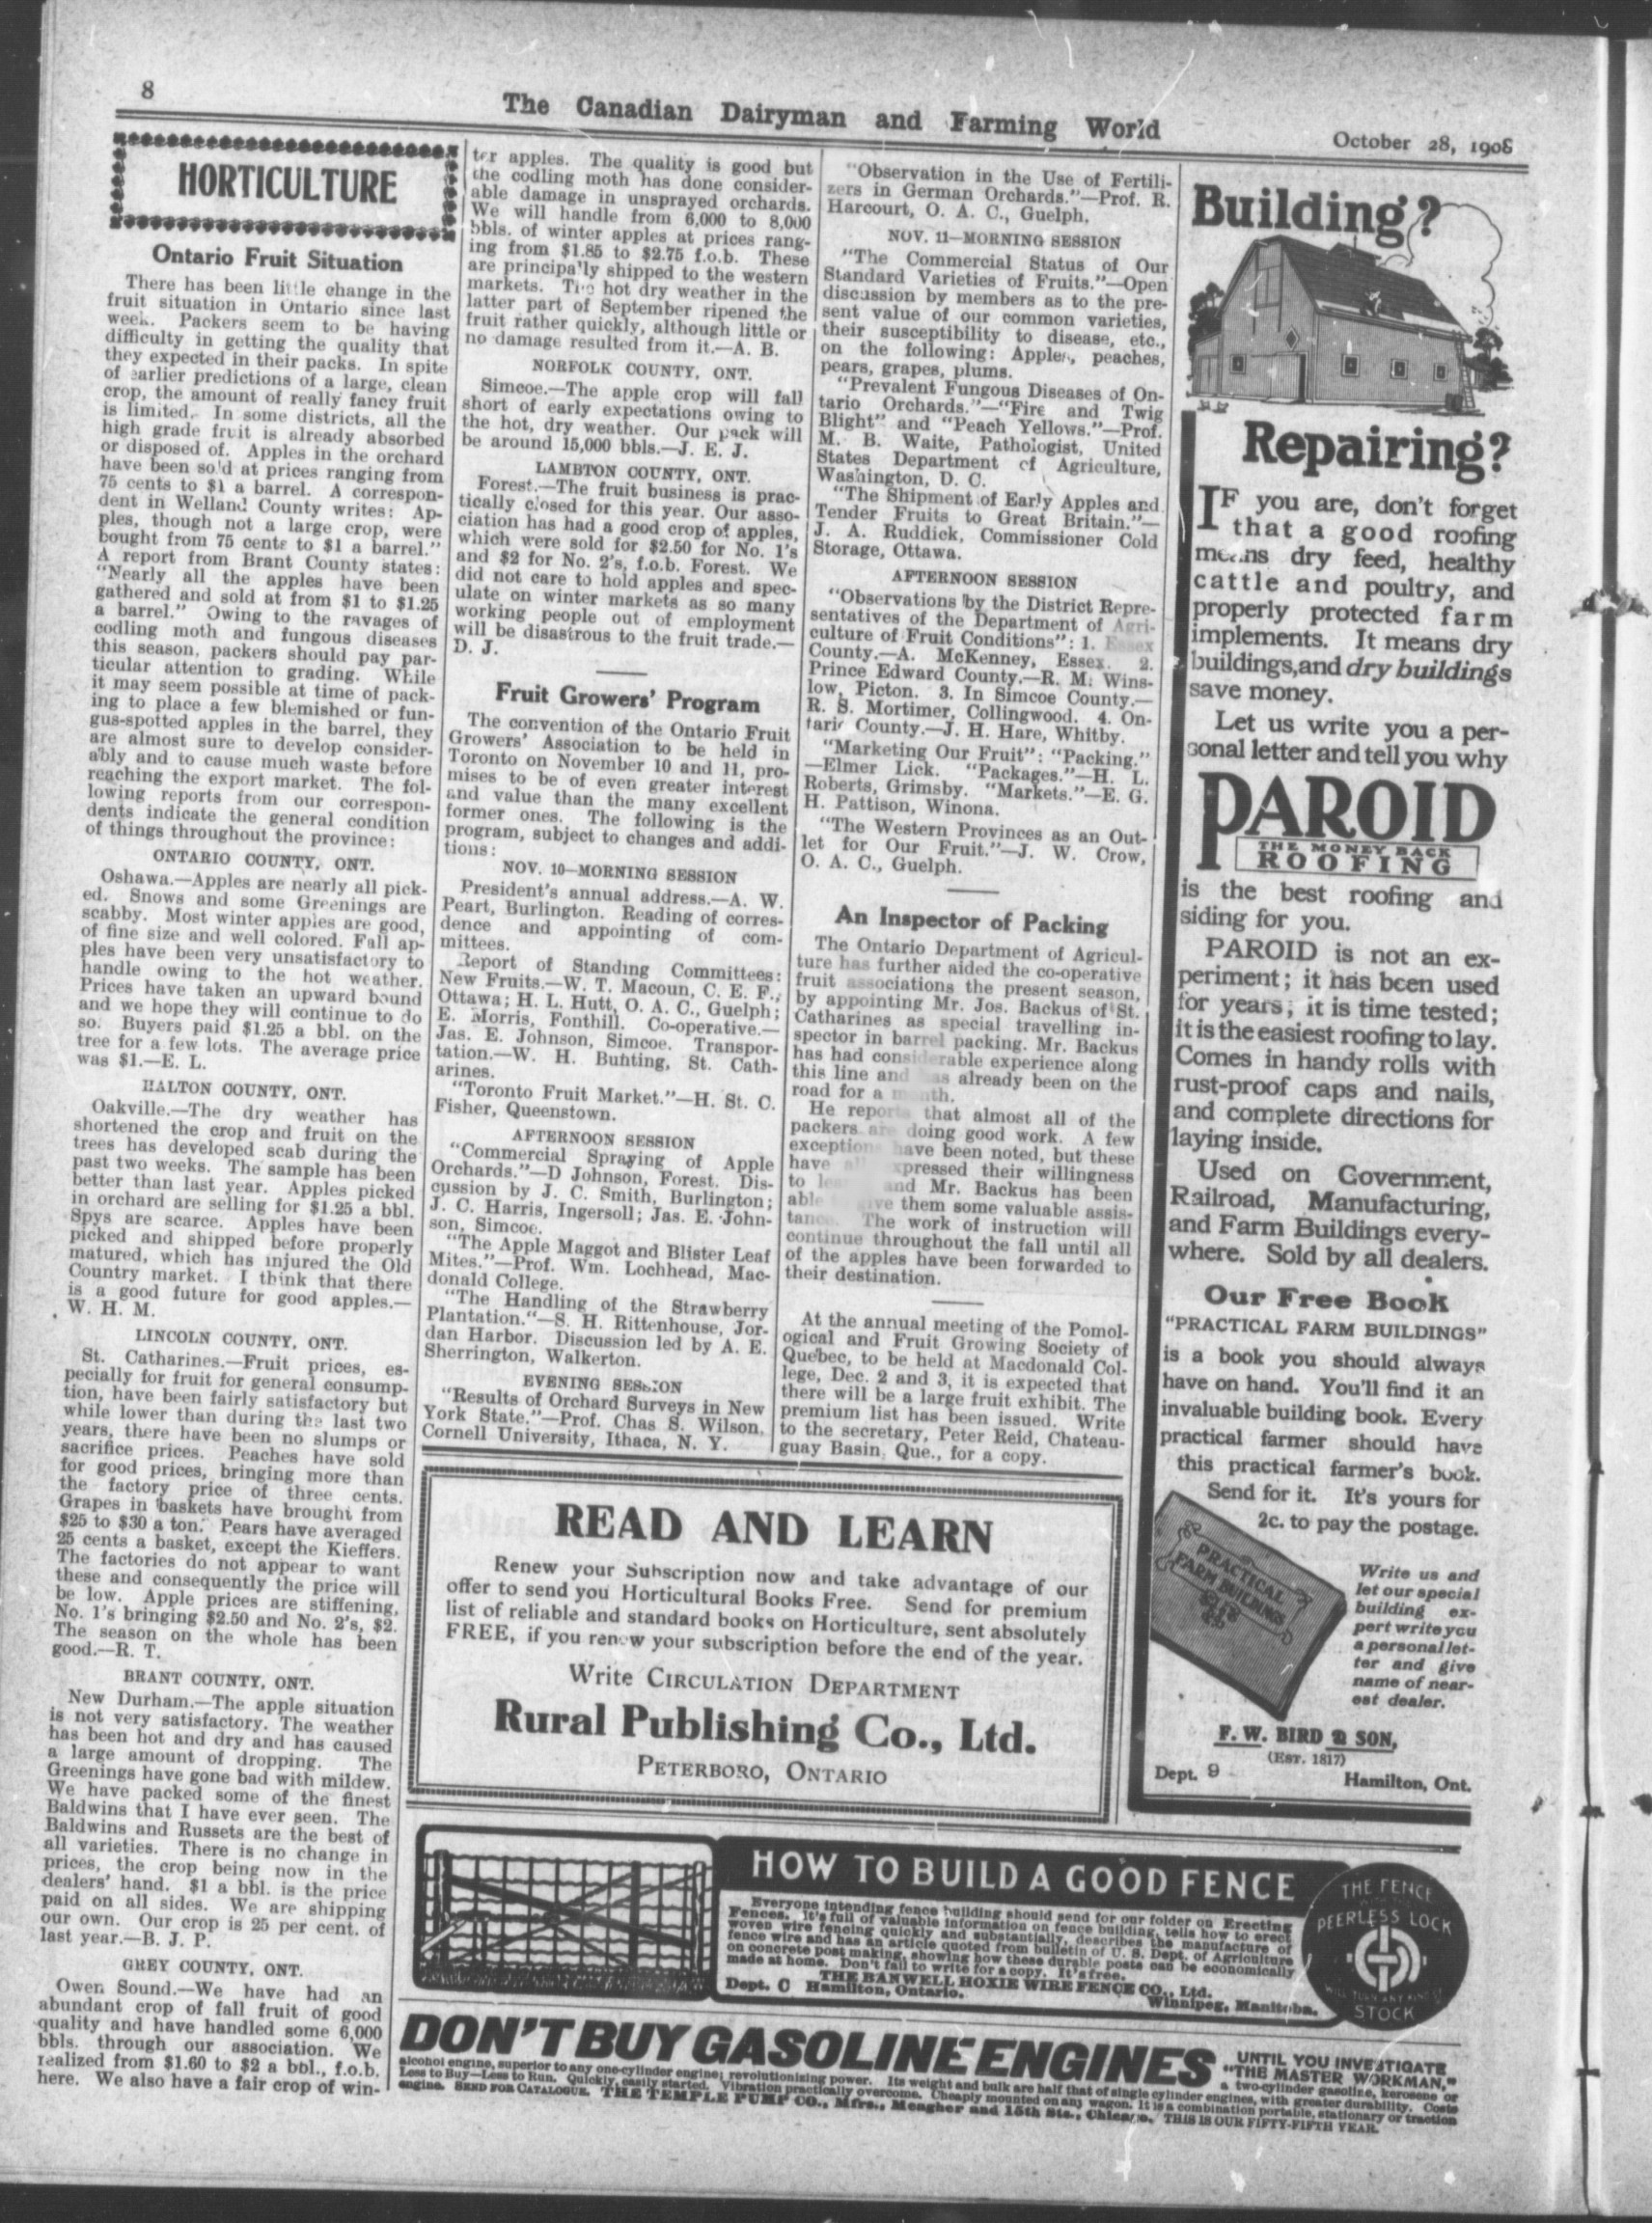 8
The Canadian Dairyman and Farming World
October 28, 1908
HORTICULTURE
Ontario Fruit Situation
There has been little change in the
fruit situation in Ontario since last
week. Packers seem to be having
difficulty in getting the quality that
they expected in their packs. In spite
of earlier predictions of a large, clean
crop, the amount of really fancy fruit
is limited. In some districts, all the
high grade fruit is already absorbed
or disposed of. Apples in the orchard
have been so'd at prices ranging from
75 cents to $1 a barrel. A correspon-
dent in Welland County writes: Ap-
ples, though not a large crop, were
bought from 75 cents to $1 a barrel."
A report from Brant County states:
"Nearly all the apples have been
gathered and sold at from $1 to $1.25
a barrel." Owing to the ravages of
codling moth and fungous diseases
this season, packers should pay par-
ticular attention to grading. While
it may seem possible at time of pack-
ing to place a few blemished or fun-
gus-spotted apples in the barrel, they
are almost sure to develop consider-
ably and to cause much waste before
reaching the export market. The fol-
lowing reports from our correspon-
dents indicate the general condition
of things throughout the province:
ONTARIO COUNTY, ONT.
Oshawa.—Apples are nearly all pick-
ed. Snows and some Greenings are
scabby. Most winter apples are good,
of fine size and well colored. Fall ap-
ples have been very unsatisfactory to
handle owing to the hot weather.
Prices have taken an upward bound
and we hope they will continue to do
so. Buyers paid $1.25 a bbl. on the
tree for a few lots. The average price
was $1.—E. L.
HALTON COUNTY, ONT.
Oakville.—The dry weather has
shortened the crop and fruit on the
trees has developed scab during the
past two weeks. The sample has been
better than last year. Apples picked
in orchard are selling for $1.25 a bbl.
Spys are scarce. Apples have been
picked and shipped before properly
matured, which has injured the Old
Country market. I think that there
is a good future for good apples.—
W. H. M.
LINCOLN COUNTY, ONT.
St. Catharines.—Fruit prices, es-
pecially for fruit for general consump-
tion, have been fairly satisfactory but
while lower than during the last two
years, there have been no slumps or
sacrifice prices. Peaches have sold
for good prices, bringing more than
the factory price of three cents.
Grapes in baskets have brought from
$25 to $30 a ton. Pears have averaged
25 cents a basket, except the Kieffers.
The factories do not appear to want
these and consequently the price will
be low. Apple prices are stiffening,
No. 1's bringing $2.50 and No. 2's, $2.
The season on the whole has been
good.—R. T.
BRANT COUNTY, ONT.
New Durham.—The apple situation
is not very satisfactory. The weather
has been hot and dry and has caused
a large amount of dropping. The
Greenings have gone bad with mildew.
We have packed some of the finest
Baldwins that I have ever seen. The
Baldwins and Russets are the best of
all varieties. There is no change in
prices, the crop being now in the
dealers' hand. $1 a bbl. is the price
paid on all sides. We are shipping
our own. Our crop is 25 per cent. of
last year.—B. J. P.
GREY COUNTY, ONT.
Owen Sound.—We have had an
abundant crop of fall fruit of good
quality and have handled some 6,000
bbls. through our association. We
realized from $1.60 to $2 a bbl., f.o.b.
here. We also have a fair crop of win-
ter apples. The quality is good but
the codling moth has done consider-
able damage in unsprayed orchards.
We will handle from 6,000 to 8,000
bbls. of winter apples at prices rang-
ing from $1.85 to $2.75 f.o.b. These
are principa'ly shipped to the western
markets. The hot dry weather in the
latter part of September ripened the
fruit rather quickly, although little or
no damage resulted from it.—A. B.
NORFOLK COUNTY, ONT.
Simcoe.—The apple crop will fall
short of early expectations owing to
the hot, dry weather. Our pack will
be around 15,000 bbls.—J. E. J.
LAMBTON COUNTY, ONT.
Forest.—The fruit business is prac-
tically closed for this year. Our asso-
ciation has had a good crop of apples,
which were sold for $2.50 for No. 1's
and $2 for No. 2's, f.o.b. Forest. We
did not care to hold apples and spec-
ulate on winter markets as so many
working people out of employment
will be disastrous to the fruit trade.—
D. J.
Fruit Growers' Program
The convention of the Ontario Fruit
Growers' Association to be held in
Toronto on November 10 and 11, pro-
mises to be of even greater interest
and value than the many excellent
former ones. The following is the
program, subject to changes and addi-
tions:
NOV. 10—MORNING SESSION
President's annual address.—A. W.
Peart, Burlington. Reading of corres-
dence and appointing of com-
mittees.
Report of Standing Committees:
New Fruits.—W. T. Macoun, C. E. F.,
Ottawa; H. L. Hutt, O. A. C., Guelph;
E. Morris, Fonthill. Co-operative.—
Jas. E. Johnson, Simcoe. Transpor-
tation.—W. H. Bunting, St. Cath-
arines.
"Toronto Fruit Market."—H. St. C.
Fisher, Queenstown.
AFTERNOON SESSION
"Commercial Spraying of Apple
Orchards."—D Johnson, Forest. Dis-
cussion by J. C. Smith, Burlington;
J. C. Harris, Ingersoll; Jas. E. John-
son, Simcoe.
"The Apple Maggot and Blister Leaf
Mites."—Prof. Wm. Lochhead, Mac-
donald College.
"The Handling of the Strawberry
Plantation."—S. H. Rittenhouse, Jor-
dan Harbor. Discussion led by A. E.
Sherrington, Walkerton.
EVENING SESSION
"Results of Orchard Surveys in New
York State."—Prof. Chas S. Wilson,
Cornell University, Ithaca, N. Y.
"Observation in the Use of Fertili-
zers in German Orchards."—Prof. R.
Harcourt, O. A. C., Guelph.
NOV. 11—MORNING SESSION
"The Commercial Status of Our
Standard Varieties of Fruits."—Open
discussion by members as to the pre-
sent value of our common varieties,
their susceptibility to disease, etc.,
on the following: Apples, peaches,
pears, grapes, plums.
"Prevalent Fungous Diseases of On-
tario Orchards."—"Fire and Twig
Blight" and "Peach Yellows."—Prof.
M. B. Waite, Pathologist, United
States Department of Agriculture,
Washington, D. C.
"The Shipment of Early Apples and
Tender Fruits to Great Britain."—
J. A. Ruddick, Commissioner Cold
Storage, Ottawa.
AFTERNOON SESSION
"Observations by the District Repre-
sentatives of the Department of Agri-
culture of Fruit Conditions": 1. Essex
County.—A. McKenney, Essex. 2.
Prince Edward County.—R. M. Wins-
low, Picton. 3. In Simcoe County.—
R. S. Mortimer, Collingwood. 4. On-
tario County.—J. H. Hare, Whitby.
"Marketing Our Fruit": "Packing."
—Elmer Lick. "Packages."—H. L.
Roberts, Grimsby. "Markets."—E. G.
H. Pattison, Winona.
"The Western Provinces as an Out-
let for Our Fruit."—J. W. Crow,
O. A. C., Guelph.
An Inspector of Packing
The Ontario Department of Agricul-
ture has further aided the co-operative
fruit associations the present season,
by appointing Mr. Jos. Backus of St.
Catharines as special travelling in-
spector in barrel packing. Mr. Backus
has had considerable experience along
this line and has already been on the
road for a month.
He reports that almost all of the
packers are doing good work. A few
exceptions have been noted, but these
have all expressed their willingness
to and Mr. Backus has been
able them some valuable assis-
tance. The work of instruction will
continue throughout the fall until all
of the apples have been forwarded to
their destination.
At the annual meeting of the Pomol-
ogical and Fruit Growing Society of
Quebec, to be held at Macdonald Col-
lege, Dec. 2 and 3, it is expected that
there will be a large fruit exhibit. The
premium list has been issued. Write
to the secretary, Peter Reid, Chateau-
guay Basin, Que., for a copy.
READ AND LEARN
Renew your Subscription now and take advantage of our
offer to send you Horticultural Books Free. Send for premium
list of reliable and standard books on Horticulture, sent absolutely
FREE, if you renew your subscription before the end of the year.
Write CIRCULATION DEPARTMENT
Rural Publishing Co., Ltd.
PETERBORO, ONTARIO
Building?
Repairing?
IF you are, don't forget
that a good roofing
means dry feed, healthy
cattle and poultry, and
properly protected farm
implements. It means dry
buildings, and dry buildings
save money.
Let us write you a per-
sonal letter and tell you why
PAROID
THE MONEY BACK
ROOFING
is the best roofing and
siding for you.
PAROID is not an ex-
periment; it has been used
for years; it is time tested;
it is the easiest roofing to lay.
Comes in handy rolls with
rust-proof caps and nails,
and complete directions for
laying inside.
Used on Government,
Railroad, Manufacturing,
and Farm Buildings every-
where. Sold by all dealers.
Our Free Book
"PRACTICAL FARM BUILDINGS"
is a book you should always
have on hand. You'll find it an
invaluable building book. Every
practical farmer should have
this practical farmer's book.
Send for it. It's yours for
2c. to pay the postage.
PRACTICAL
FARM BUILDINGS
Write us and
let our special
building ex-
pert write you
a personal let-
ter and give
name of near-
est dealer.
F. W. BIRD & SON,
(EST. 1817)
Dept. 9 Hamilton, Ont.
HOW TO BUILD A GOOD FENCE
Everyone intending fence building should send for our folder on Erecting
Fences. It's full of valuable information on fence building, tells how to erect
woven wire fencing quickly and substantially, describes the manufacture of
fence wire and has an article quoted from bulletin of U. S. Dept. of Agriculture
on concrete post making, showing how these durable posts can be economically
made at home. Don't fail to write for a copy. It's free.
THE BANWELL HOXIE WIRE FENCE CO., Ltd.
Dept. C Hamilton, Ontario. Winnipeg, Manitoba.
THE FENCE
PEERLESS LOCK
WILL TURN ANY KIND OF
STOCK
DON'T BUY GASOLINE ENGINES
UNTIL YOU INVESTIGATE
"THE MASTER WORKMAN,"
a two-cylinder gasoline, kerosene or
alcohol engine, superior to any one-cylinder engine; revolutionizing power. Its weight and bulk are half that of single cylinder engines, with greater durability. Costs
Less to Buy—Less to Run. Quickly, easily started. Vibration practically overcome. Cheaply mounted on any wagon. It is a combination portable, stationary or traction
engine. SEND FOR CATALOGUE. THE TEMPLE PUMP CO., Mfrs., Meagher and 15th Sts., Chicago. THIS IS OUR FIFTY-FIFTH YEAR.